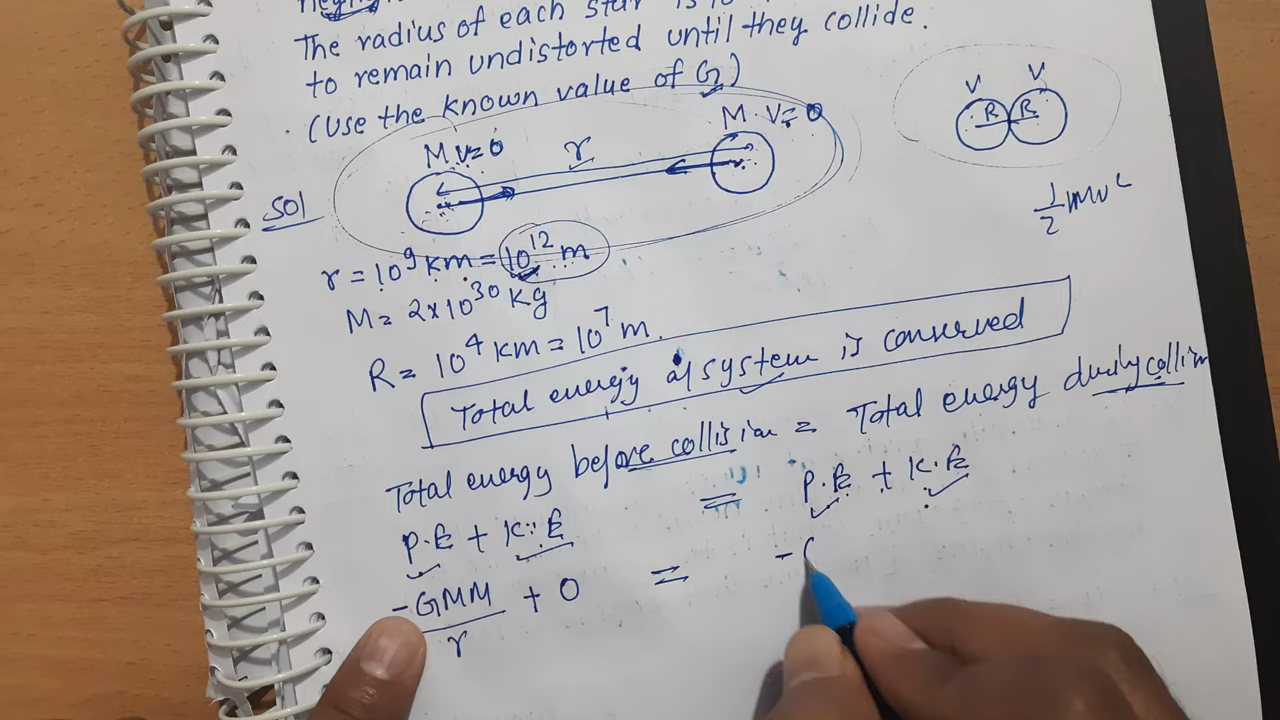 The radius of each star is 10
to remain undistorted until they collide.
(Use the known value of G)
M V=0
r
M V=0
V V
R R
Sol
1/2 MV²
r = 10⁹ km = 10¹² m
M = 2×10³⁰ kg
R = 10⁴ km = 10⁷ m.
Total energy of system is conserved
Total energy before collision = Total energy during collision
P.E + K.E = P.E + K.E
-GMM/r + 0 = -